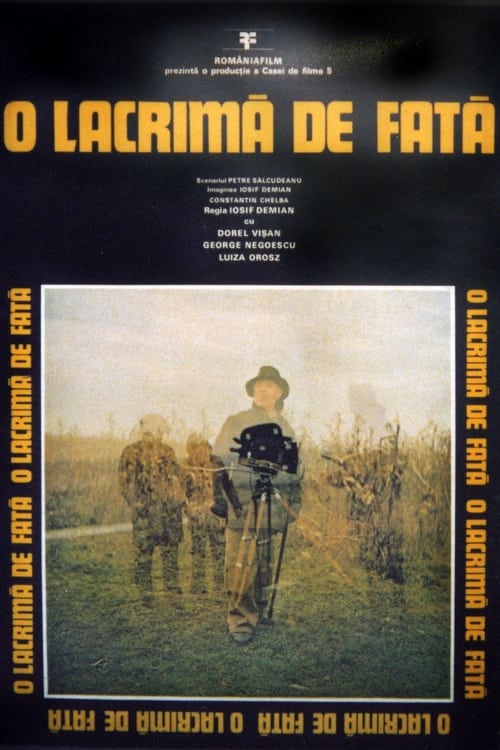 ROMÂNIAFILM
prezintă o producție a Casei de filme 5
O LACRIMĂ DE FATĂ
Scenariul PETRE SĂLCUDEANU
Imaginea IOSIF DEMIAN
CONSTANTIN CHELBA
Regia IOSIF DEMIAN
cu
DOREL VIȘAN
GEORGE NEGOESCU
LUIZA OROSZ
O LACRIMĂ DE FATĂ O LACRIMĂ DE FATĂ
O LACRIMĂ DE FATĂ O LACRIMĂ DE FATĂ
O LACRIMĂ DE FATĂ O LACRIMĂ DE FATĂ